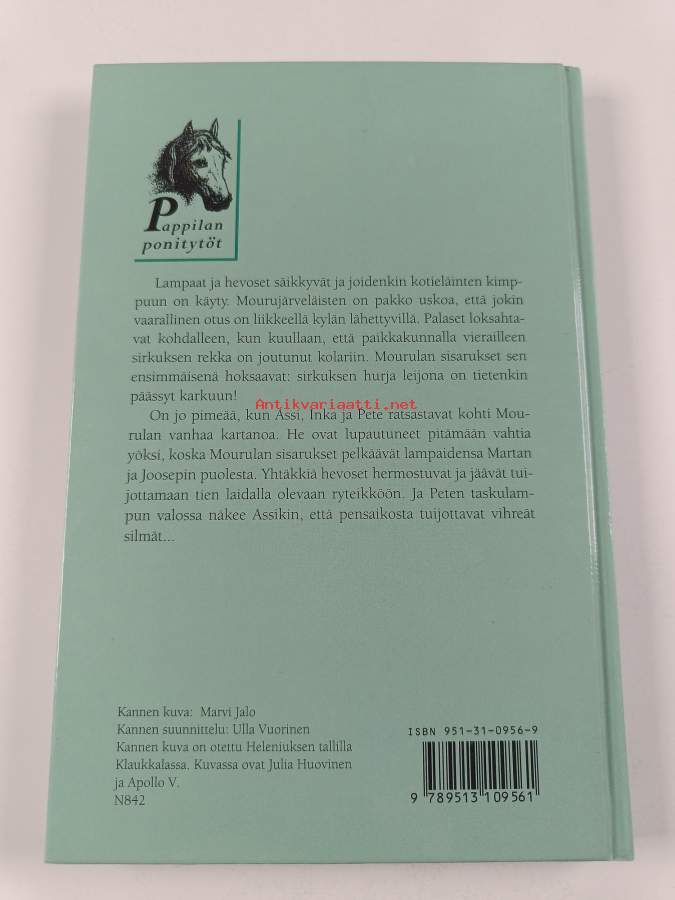 Pappilan
ponitytöt
Lampaat ja hevoset säikkyvät ja joidenkin kotieläinten kimp-
puun on käyty. Mourujärveläisten on pakko uskoa, että jokin
vaarallinen otus on liikkeellä kylän lähettyvillä. Palaset loksahta-
vat kohdalleen, kun kuullaan, että paikkakunnalla vierailleen
sirkuksen rekka on joutunut kolariin. Mourulan sisarukset sen
ensimmäisenä hoksaavat: sirkuksen hurja leijona on tietenkin
päässyt karkuun!
Antikvariaatti.net
On jo pimeää, kun Assi, Inka ja Pete ratsastavat kohti Mou-
rulan vanhaa kartanoa. He ovat lupautuneet pitämään vahtia
yöksi, koska Mourulan sisarukset pelkäävät lampaidensa Martan
ja Joosepin puolesta. Yhtäkkiä hevoset hermostuvat ja jäävät tui-
jottamaan tien laidalla olevaan ryteikköön. Ja Peten taskulam-
pun valossa näkee Assikin, että pensaikosta tuijottavat vihreät
silmät...
Kannen kuva: Marvi Jalo
Kannen suunnittelu: Ulla Vuorinen
Kannen kuva on otettu Heleniuksen tallilla
Klaukkalassa. Kuvassa ovat Julia Huovinen
ja Apollo V.
N842
ISBN 951-31-0956-9
9 789513 109561